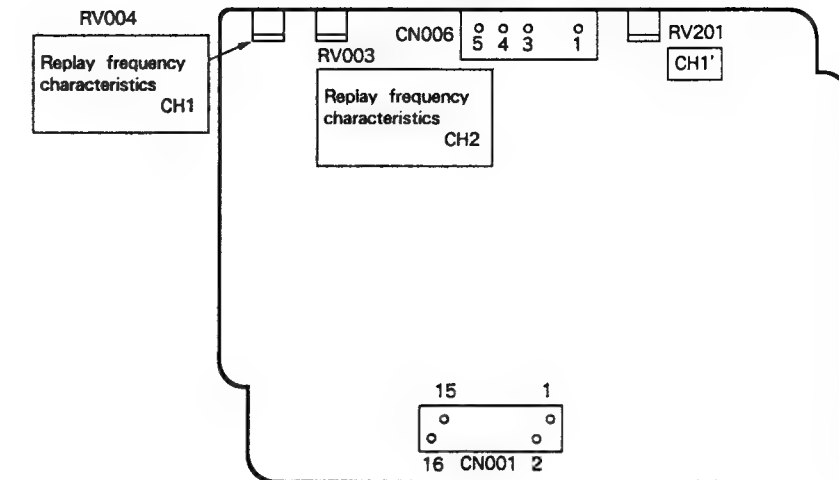 RV004
Replay frequency
characteristics
CH1
RV003
Replay frequency
characteristics
CH2
CN006
5 4 3 1
RV201
CH1'
15 1
16 CN001 2